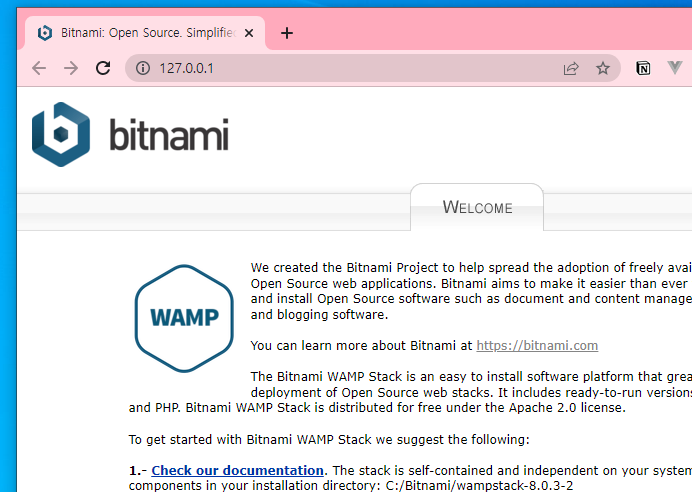 Bitnami: Open Source. Simplified
127.0.0.1
bitnami
WELCOME
WAMP
We created the Bitnami Project to help spread the adoption of freely
Open Source web applications. Bitnami aims to make it easier than ever
and install Open Source software such as document and content
and blogging software.
You can learn more about Bitnami at https://bitnami.com
The Bitnami WAMP Stack is an easy to install software platform that
deployment of Open Source web stacks. It includes ready-to-run versions
and PHP. Bitnami WAMP Stack is distributed for free under the Apache 2.0 license.
To get started with Bitnami WAMP Stack we suggest the following:
1.- Check our documentation. The stack is self-contained and independent on your system
components in your installation directory: C:/Bitnami/wampstack-8.0.3-2